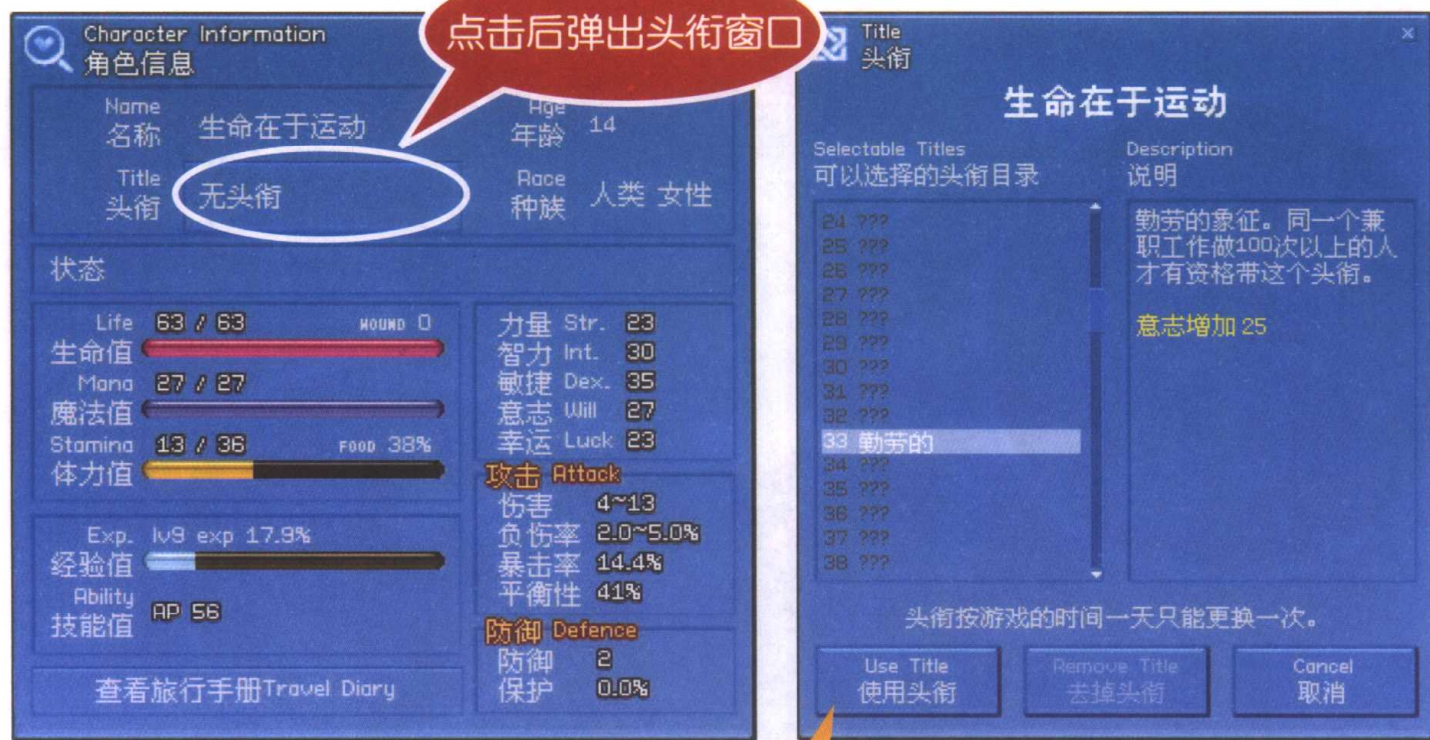 点击后弹出头衔窗口
Character Information
角色信息
Name
名称 生命在于运动
Age
年龄 14
Title
头衔 无头衔
Race
种族 人类 女性
状态
Life 63 / 63 WOUND 0
生命值
Mana 27 / 27
魔法值
Stamina 13 / 36 FOOD 38%
体力值
Exp. lv9 exp 17.9%
经验值
Ability
技能值 AP 56
查看旅行手册Travel Diary
力量 Str. 23
智力 Int. 30
敏捷 Dex. 35
意志 Will 27
幸运 Luck 23
攻击 Attack
伤害 4~13
负伤率 2.0~5.0%
暴击率 14.4%
平衡性 41%
防御 Defence
防御 2
保护 0.0%
Title
头衔
生命在于运动
Selectable Titles
可以选择的头衔目录
24 ???
25 ???
26 ???
27 ???
28 ???
29 ???
30 ???
31 ???
32 ???
33 勤劳的
34 ???
35 ???
36 ???
37 ???
38 ???
Description
说明
勤劳的象征。同一个兼
职工作做100次以上的人
才有资格带这个头衔。
意志增加 25
头衔按游戏的时间一天只能更换一次。
Use Title
使用头衔
Remove Title
去掉头衔
Cancel
取消